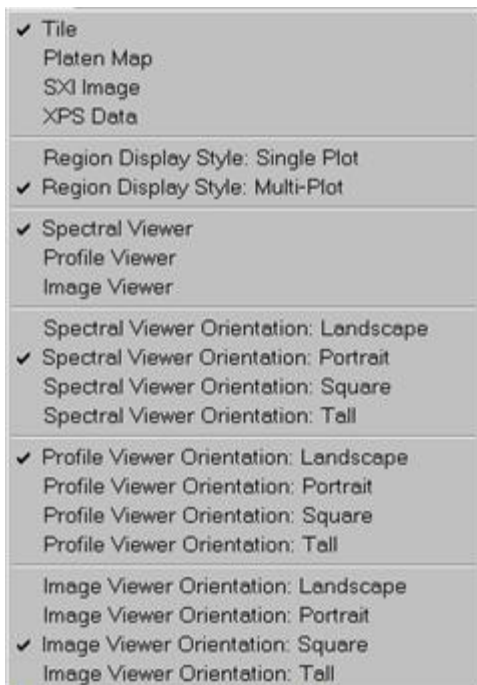 Tile
Platen Map
SXI Image
XPS Data
Region Display Style: Single Plot
Region Display Style: Multi-Plot
Spectral Viewer
Profile Viewer
Image Viewer
Spectral Viewer Orientation: Landscape
Spectral Viewer Orientation: Portrait
Spectral Viewer Orientation: Square
Spectral Viewer Orientation: Tall
Profile Viewer Orientation: Landscape
Profile Viewer Orientation: Portrait
Profile Viewer Orientation: Square
Profile Viewer Orientation: Tall
Image Viewer Orientation: Landscape
Image Viewer Orientation: Portrait
Image Viewer Orientation: Square
Image Viewer Orientation: Tall